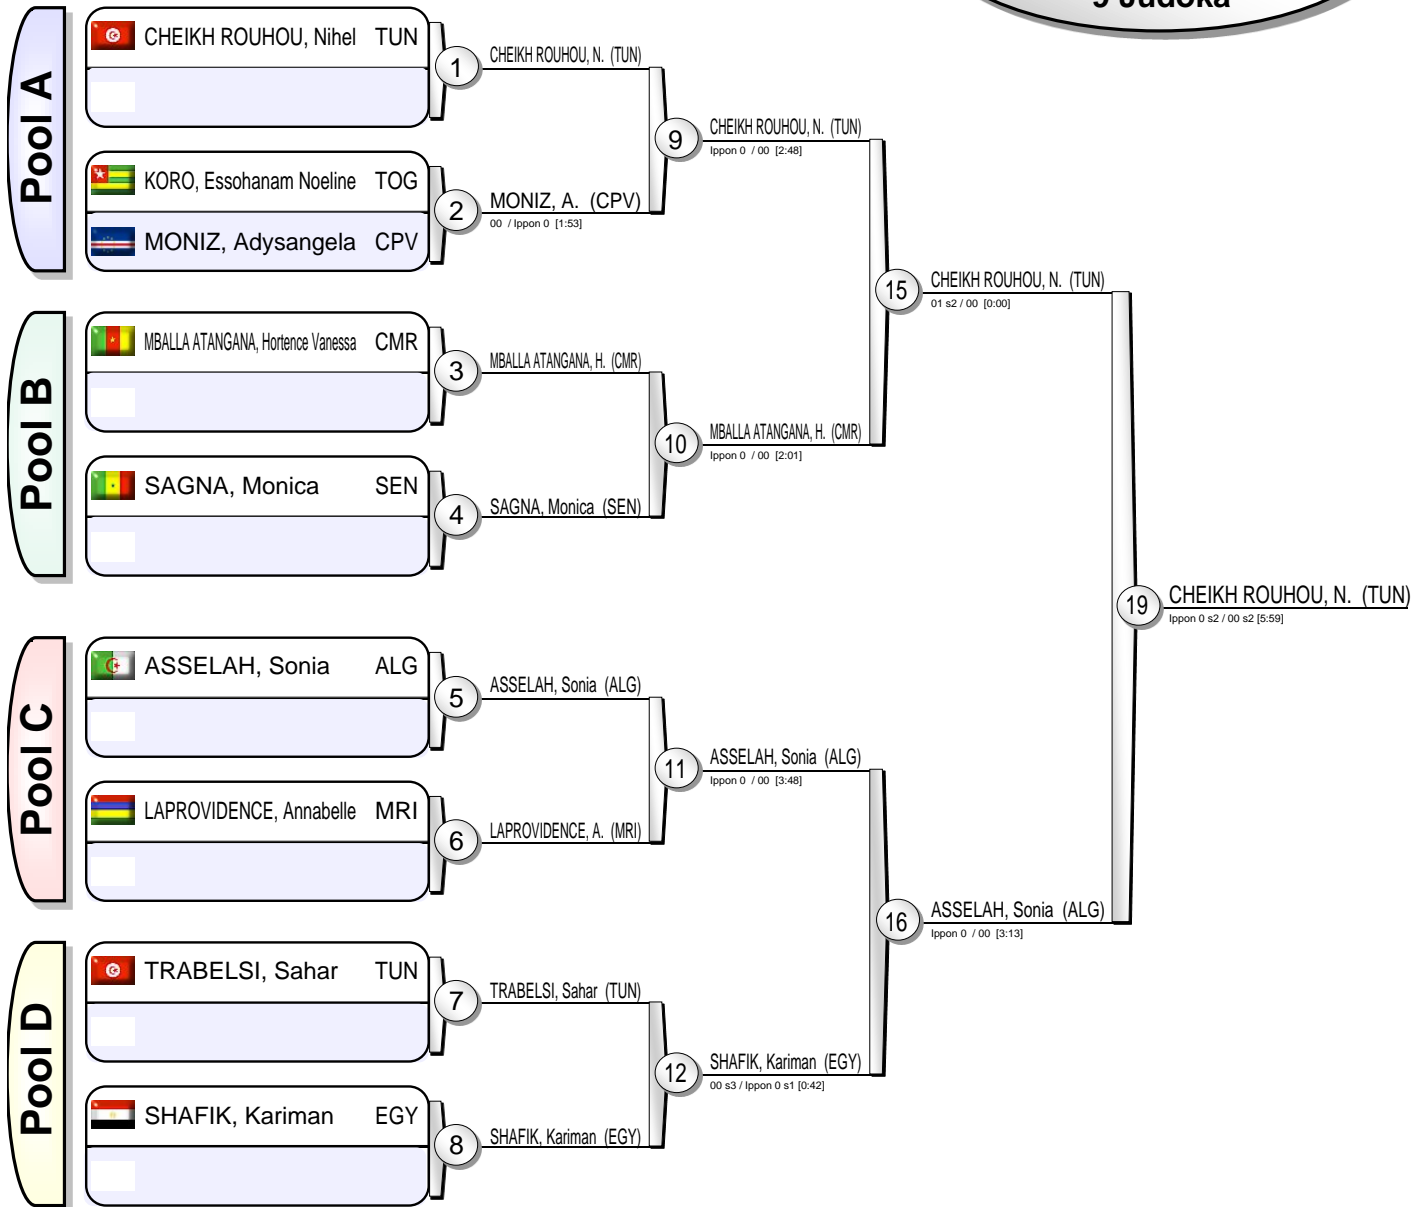 9 Judoka
Pool A
CHEIKH ROUHOU, Nihel TUN
1
CHEIKH ROUHOU, N. (TUN)
KORO, Essohanam Noeline TOG
MONIZ, Adysangela CPV
2
MONIZ, A. (CPV)
00 / Ippon 0 [1:53]
9
CHEIKH ROUHOU, N. (TUN)
Ippon 0 / 00 [2:48]
Pool B
MBALLA ATANGANA, Hortence Vanessa CMR
3
MBALLA ATANGANA, H. (CMR)
SAGNA, Monica SEN
4
SAGNA, Monica (SEN)
10
MBALLA ATANGANA, H. (CMR)
Ippon 0 / 00 [2:01]
15
CHEIKH ROUHOU, N. (TUN)
01 s2 / 00 [0:00]
Pool C
ASSELAH, Sonia ALG
5
ASSELAH, Sonia (ALG)
LAPROVIDENCE, Annabelle MRI
6
LAPROVIDENCE, A. (MRI)
11
ASSELAH, Sonia (ALG)
Ippon 0 / 00 [3:48]
Pool D
TRABELSI, Sahar TUN
7
TRABELSI, Sahar (TUN)
SHAFIK, Kariman EGY
8
SHAFIK, Kariman (EGY)
12
SHAFIK, Kariman (EGY)
00 s3 / Ippon 0 s1 [0:42]
16
ASSELAH, Sonia (ALG)
Ippon 0 / 00 [3:13]
19
CHEIKH ROUHOU, N. (TUN)
Ippon 0 s2 / 00 s2 [5:59]